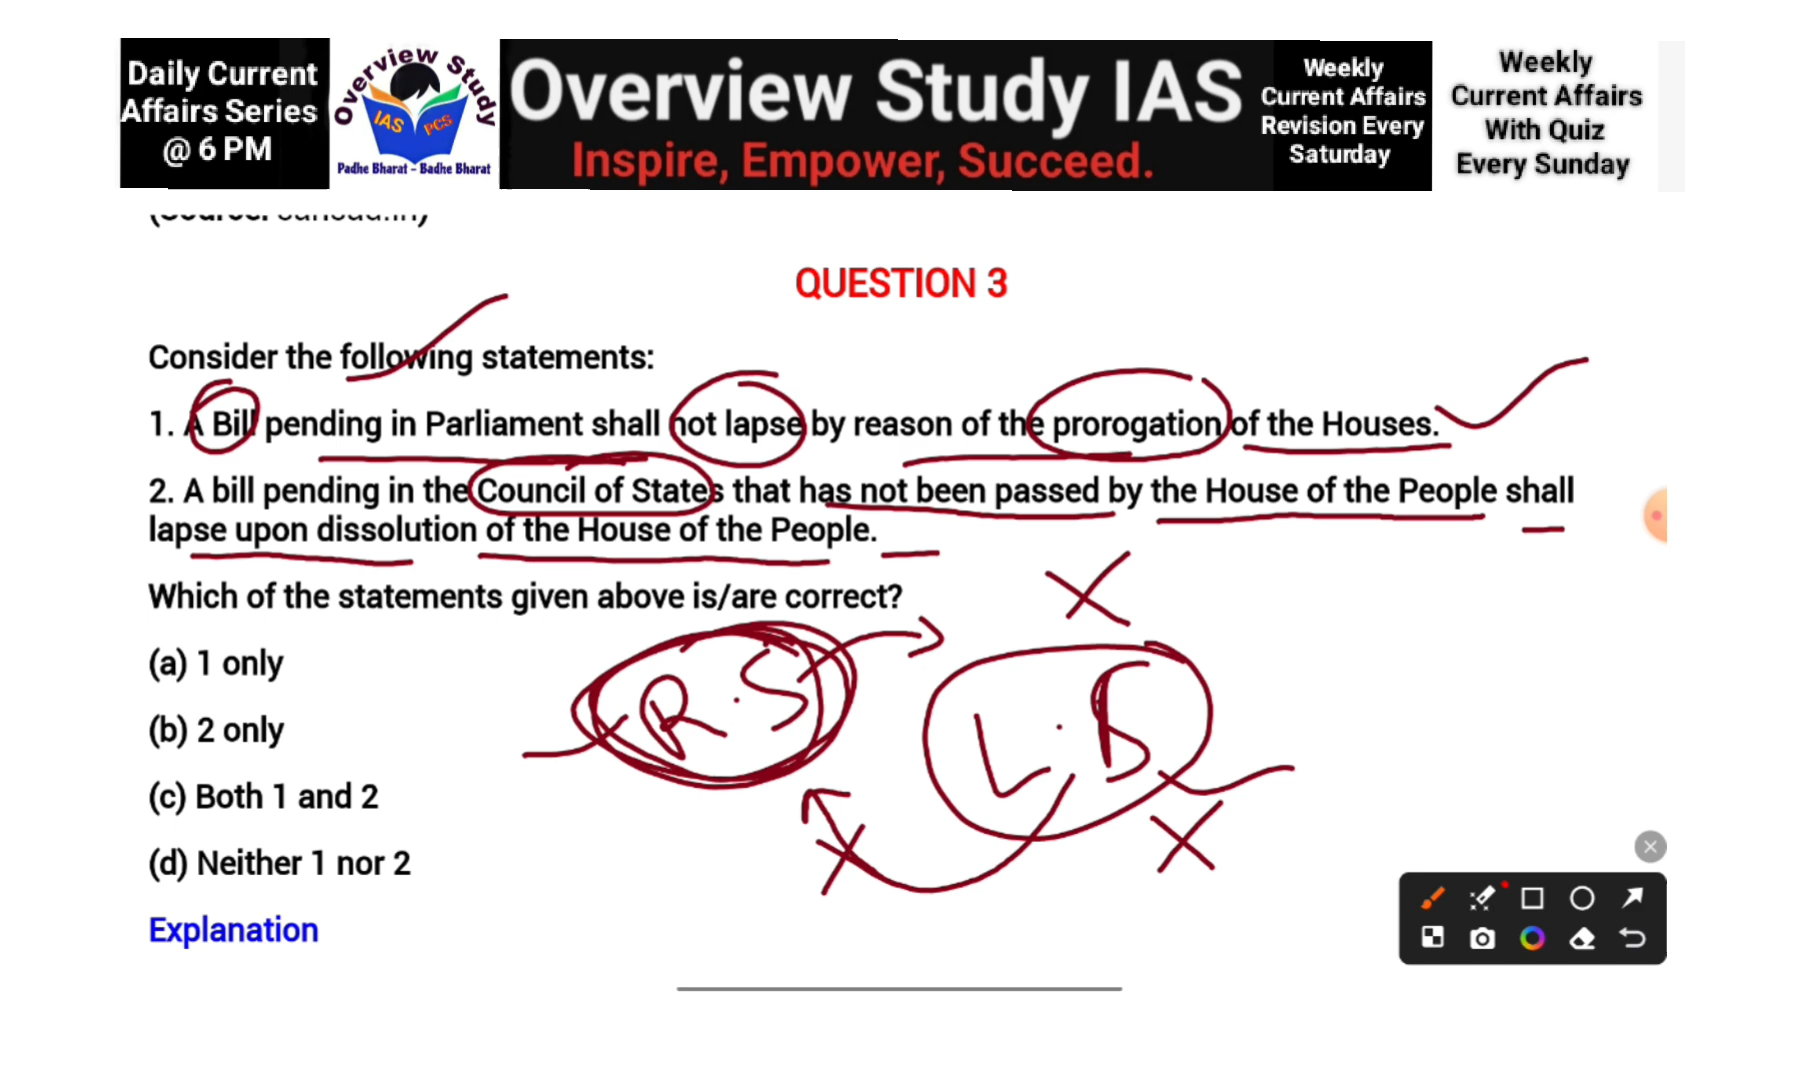 Daily Current
Affairs Series
@ 6 PM
Overview Study
IAS PCS
Padhe Bharat - Badhe Bharat
Overview Study IAS
Inspire, Empower, Succeed.
Weekly
Current Affairs
Revision Every
Saturday
Weekly
Current Affairs
With Quiz
Every Sunday
QUESTION 3
Consider the following statements:
1. A Bill pending in Parliament shall not lapse by reason of the prorogation of the Houses.
2. A bill pending in the Council of States that has not been passed by the House of the People shall
lapse upon dissolution of the House of the People.
Which of the statements given above is/are correct?
(a) 1 only
R.S
L.S
(b) 2 only
(c) Both 1 and 2
(d) Neither 1 nor 2
Explanation